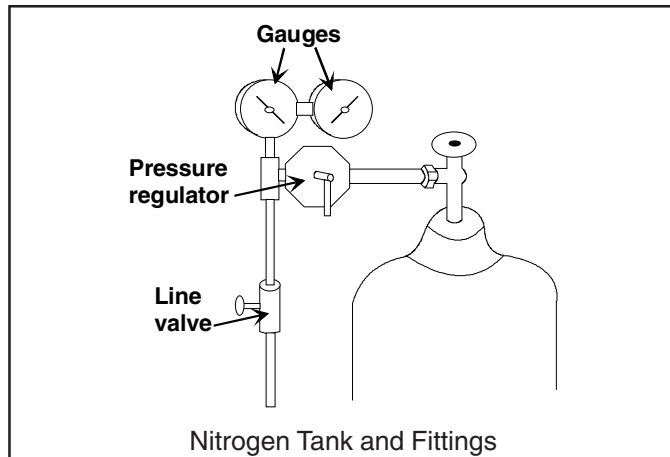 Gauges
Pressure
regulator
Line
valve
Nitrogen Tank and Fittings